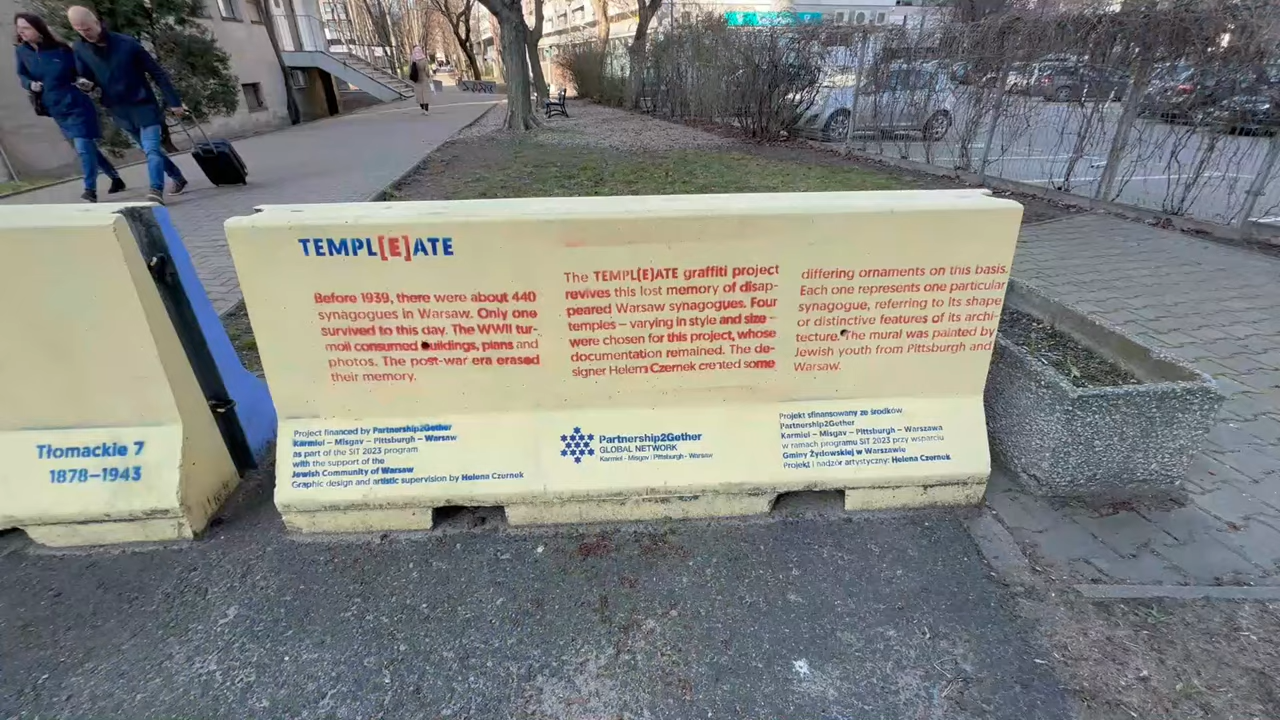 Tłomackie 7
1878–1943
TEMPL[E]ATE
Before 1939, there were about 440
synagogues in Warsaw. Only one
survived to this day. The WWII tur-
moil consumed buildings, plans and
photos. The post-war era erased
their memory.
The TEMPL[E]ATE graffiti project
revives this lost memory of disap-
peared Warsaw synagogues. Four
temples – varying in style and size –
were chosen for this project, whose
documentation remained. The de-
signer Helena Czernek created some
differing ornaments on this basis.
Each one represents one particular
synagogue, referring to its shape
or distinctive features of its archi-
tecture. The mural was painted by
Jewish youth from Pittsburgh and
Warsaw.
Project financed by Partnership2Gether
Karmiel – Misgav – Pittsburgh – Warsaw
as part of the SIT 2023 program
with the support of the
Jewish Community of Warsaw
Graphic design and artistic supervision by Helena Czernek
Partnership2Gether
GLOBAL NETWORK
Karmiel - Misgav | Pittsburgh - Warsaw
Projekt sfinansowany ze środków
Partnership2Gether
Karmiel – Misgav – Pittsburgh – Warszawa
w ramach programu SIT 2023 przy wsparciu
Gminy Żydowskiej w Warszawie
Projekt i nadzór artystyczny: Helena Czernek